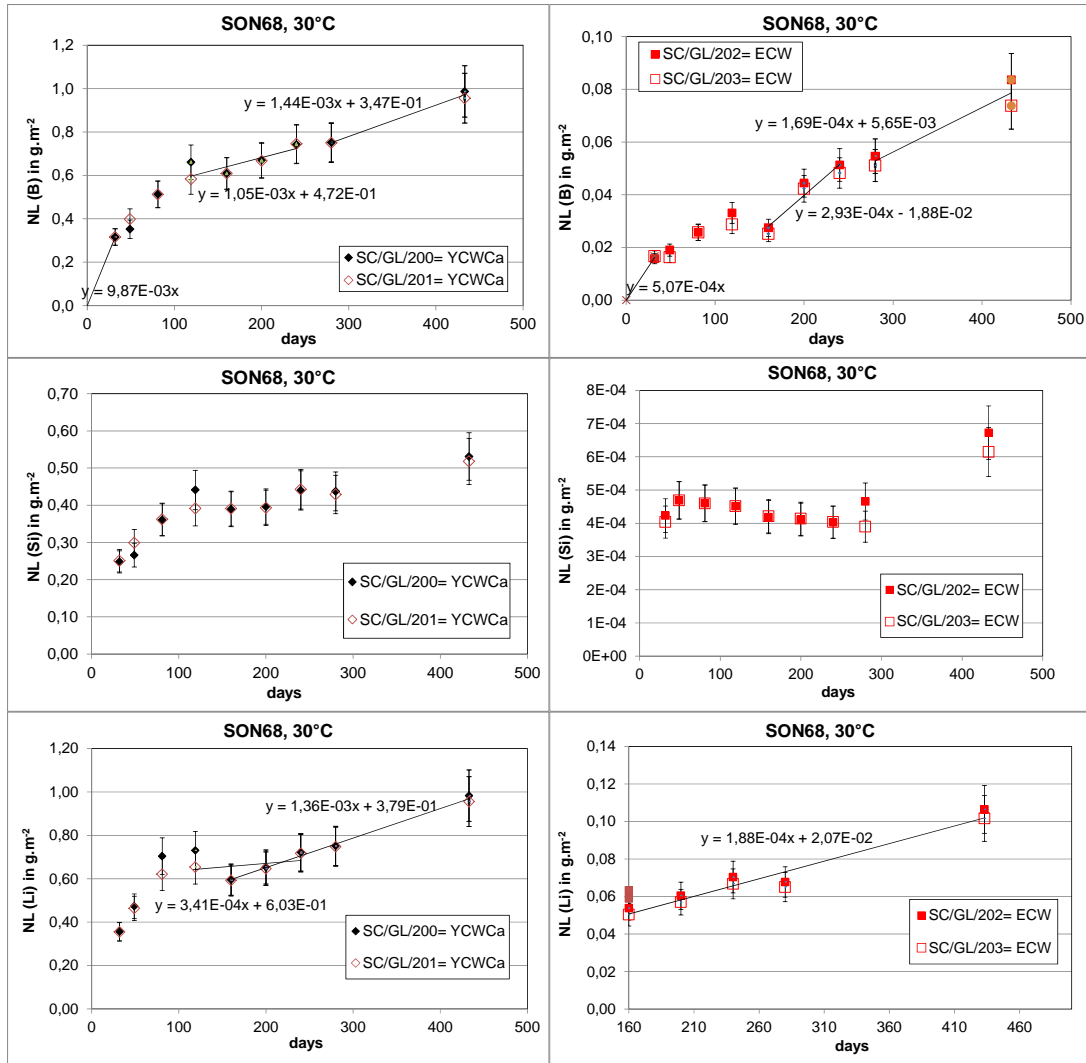 SON68, 30°C
NL (B) in g.m-2
1,2
1,0
0,8
0,6
0,4
0,2
0,0
y = 1,44E-03x + 3,47E-01
y = 1,05E-03x + 4,72E-01
y = 9,87E-03x
SC/GL/200= YCWCa
SC/GL/201= YCWCa
0 100 200 300 400 500
days
SON68, 30°C
NL (B) in g.m-2
0,10
0,08
0,06
0,04
0,02
0,00
SC/GL/202= ECW
SC/GL/203= ECW
y = 1,69E-04x + 5,65E-03
y = 2,93E-04x - 1,88E-02
y = 5,07E-04x
0 100 200 300 400 500
days
SON68, 30°C
NL (Si) in g.m-2
0,70
0,60
0,50
0,40
0,30
0,20
0,10
0,00
SC/GL/200= YCWCa
SC/GL/201= YCWCa
0 100 200 300 400 500
days
SON68, 30°C
NL (Si) in g.m-2
8E-04
7E-04
6E-04
5E-04
4E-04
3E-04
2E-04
1E-04
0E+00
SC/GL/202= ECW
SC/GL/203= ECW
0 100 200 300 400 500
days
SON68, 30°C
NL (Li) in g.m-2
1,20
1,00
0,80
0,60
0,40
0,20
0,00
y = 1,36E-03x + 3,79E-01
y = 3,41E-04x + 6,03E-01
SC/GL/200= YCWCa
SC/GL/201= YCWCa
0 100 200 300 400 500
days
SON68, 30°C
NL (Li) in g.m-2
0,14
0,12
0,10
0,08
0,06
0,04
0,02
0,00
y = 1,88E-04x + 2,07E-02
SC/GL/202= ECW
SC/GL/203= ECW
160 210 260 310 360 410 460
days